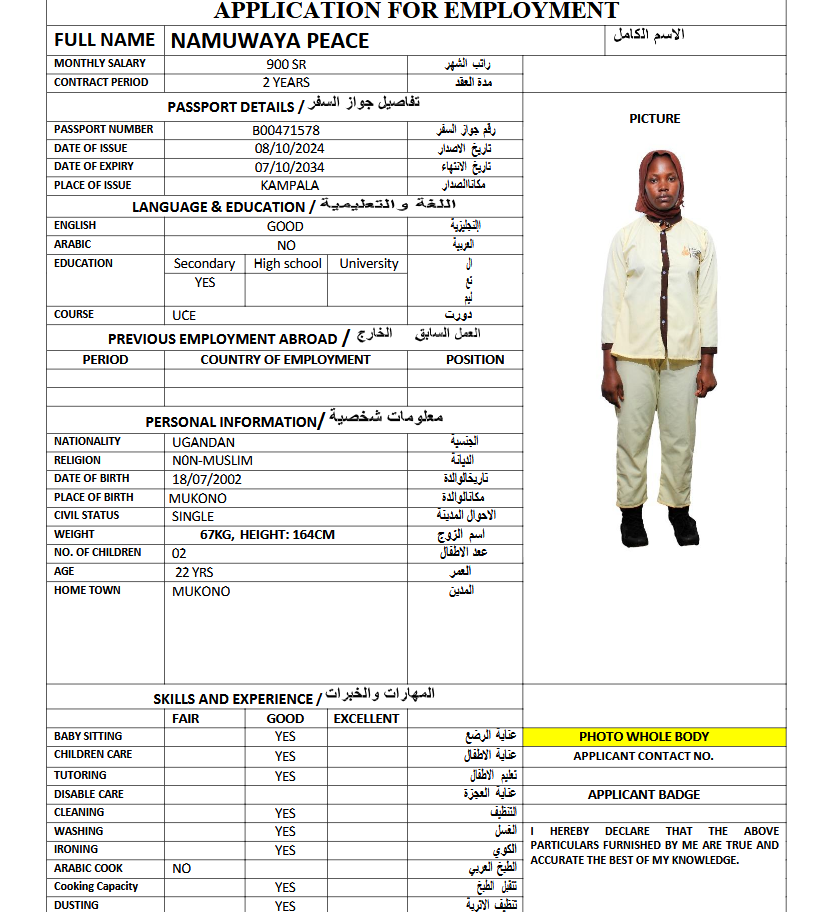 APPLICATION FOR EMPLOYMENT
FULL NAME NAMUWAYA PEACE الاسم الكامل
MONTHLY SALARY 900 SR راتب الشهر
CONTRACT PERIOD 2 YEARS مدة العقد
PASSPORT DETAILS / تفاصيل جواز السفر
PICTURE
PASSPORT NUMBER B00471578 رقم جواز السفر
DATE OF ISSUE 08/10/2024 تاريخ الاصدار
DATE OF EXPIRY 07/10/2034 تاريخ الانتهاء
PLACE OF ISSUE KAMPALA مكاناالصدار
LANGUAGE & EDUCATION / اللغة والتعليمية
ENGLISH GOOD اإلنجليزية
ARABIC NO العربية
EDUCATION Secondary High school University ال
YES تع
ليم
COURSE UCE دورت
PREVIOUS EMPLOYMENT ABROAD / العمل السابق الخارج
PERIOD COUNTRY OF EMPLOYMENT POSITION
PERSONAL INFORMATION/ معلومات شخصية
NATIONALITY UGANDAN الجنسية
RELIGION N0N-MUSLIM الديانة
DATE OF BIRTH 18/07/2002 تاريخالوالدة
PLACE OF BIRTH MUKONO مكانالوالدة
CIVIL STATUS SINGLE الاحوال المدينة
WEIGHT 67KG, HEIGHT: 164CM اسم الزوج
NO. OF CHILDREN 02 عدد الاطفال
AGE 22 YRS العمر
HOME TOWN MUKONO المدين
SKILLS AND EXPERIENCE / المهارات والخبرات
FAIR GOOD EXCELLENT
BABY SITTING YES عناية الرضع
PHOTO WHOLE BODY
CHILDREN CARE YES عناية الاطفال
APPLICANT CONTACT NO.
TUTORING YES تعليم الاطفال
DISABLE CARE عناية العجزة
APPLICANT BADGE
CLEANING YES التنظيف
WASHING YES الغسل
IRONING YES الكوي
ARABIC COOK NO الطبخ العربي
Cooking Capacity YES تتقبل الطبخ
DUSTING YES تنظيف الاتربة
I HEREBY DECLARE THAT THE ABOVE
PARTICULARS FURNISHED BY ME ARE TRUE AND
ACCURATE THE BEST OF MY KNOWLEDGE.